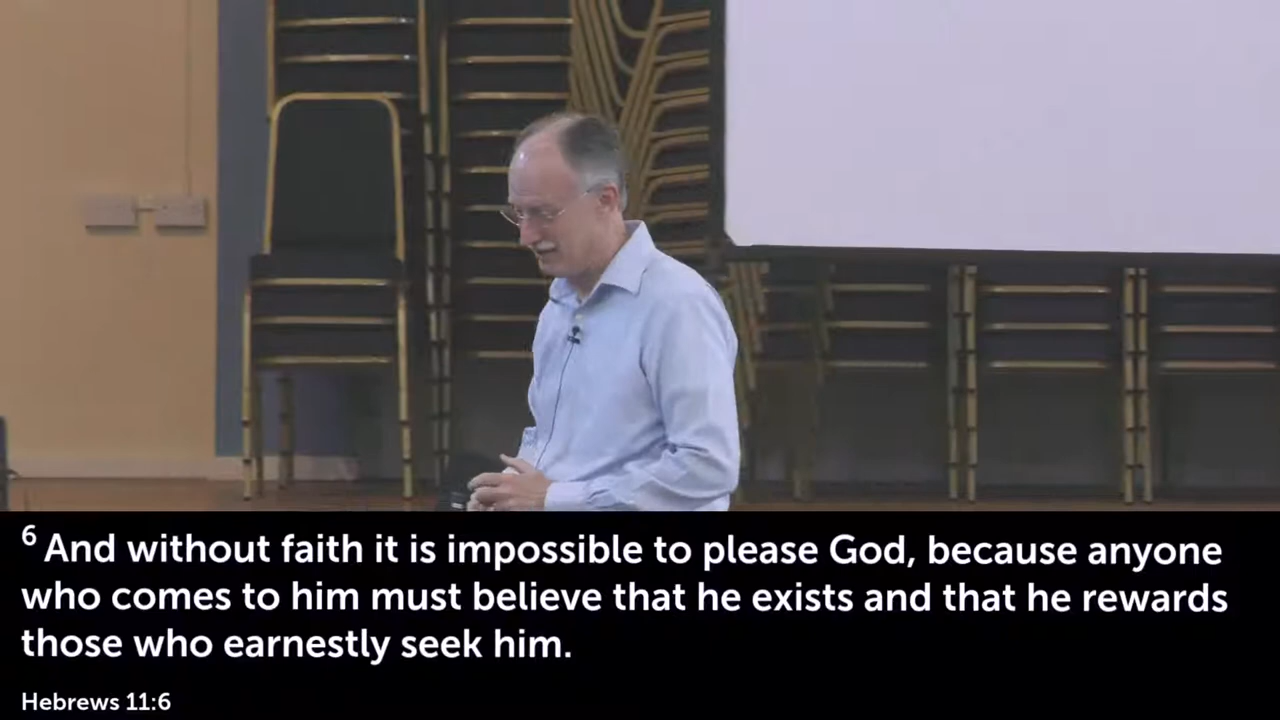 6 And without faith it is impossible to please God, because anyone
who comes to him must believe that he exists and that he rewards
those who earnestly seek him.
Hebrews 11:6